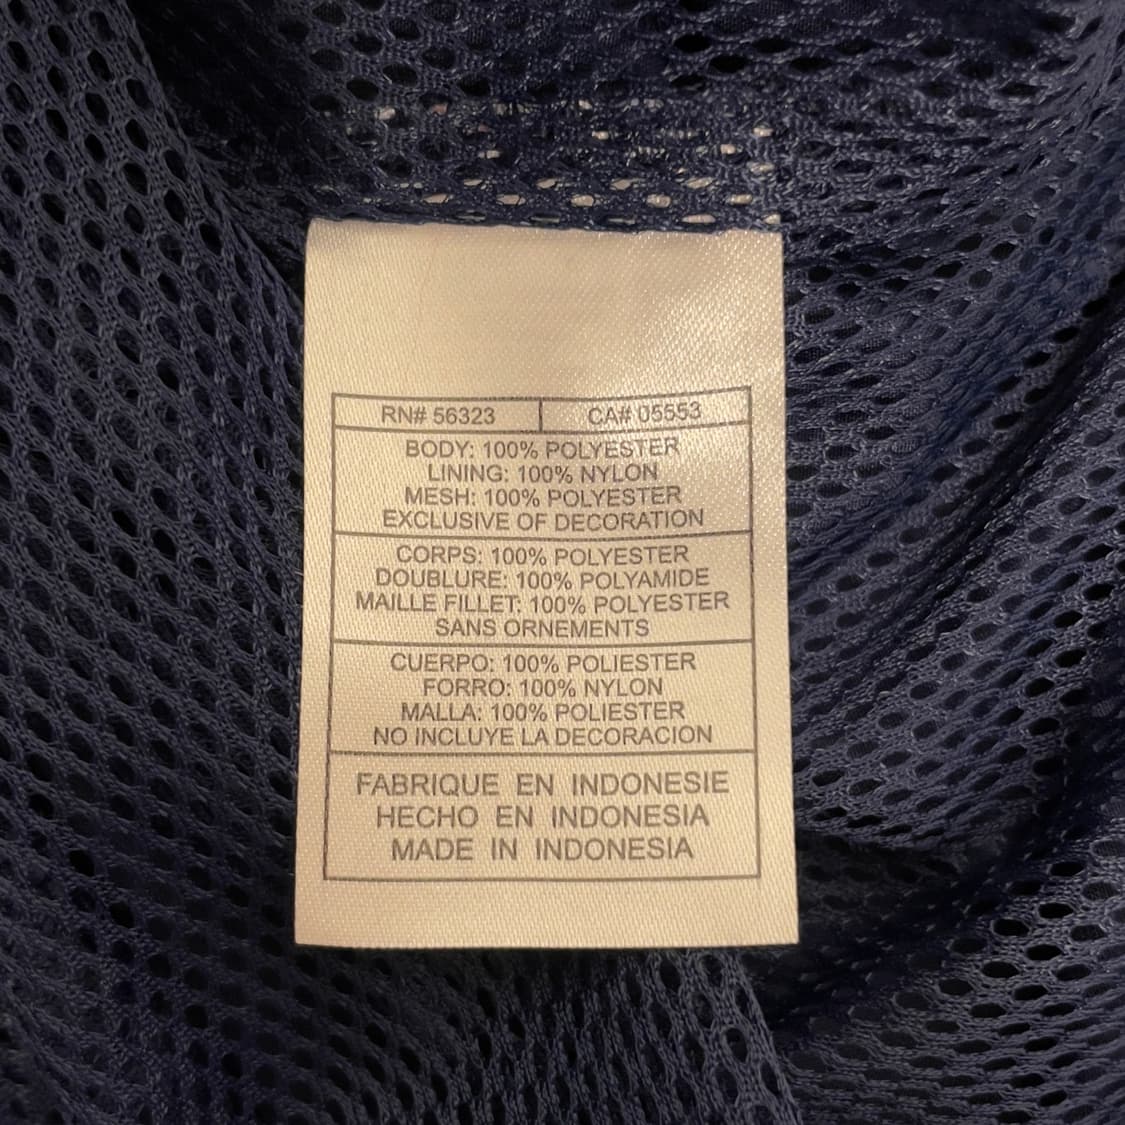 RN# 56323 CA# 05553
BODY: 100% POLYESTER
LINING: 100% NYLON
MESH: 100% POLYESTER
EXCLUSIVE OF DECORATION
CORPS: 100% POLYESTER
DOUBLURE: 100% POLYAMIDE
MAILLE FILLET: 100% POLYESTER
SANS ORNEMENTS
CUERPO: 100% POLIESTER
FORRO: 100% NYLON
MALLA: 100% POLIESTER
NO INCLUYE LA DECORACION
FABRIQUE EN INDONESIE
HECHO EN INDONESIA
MADE IN INDONESIA